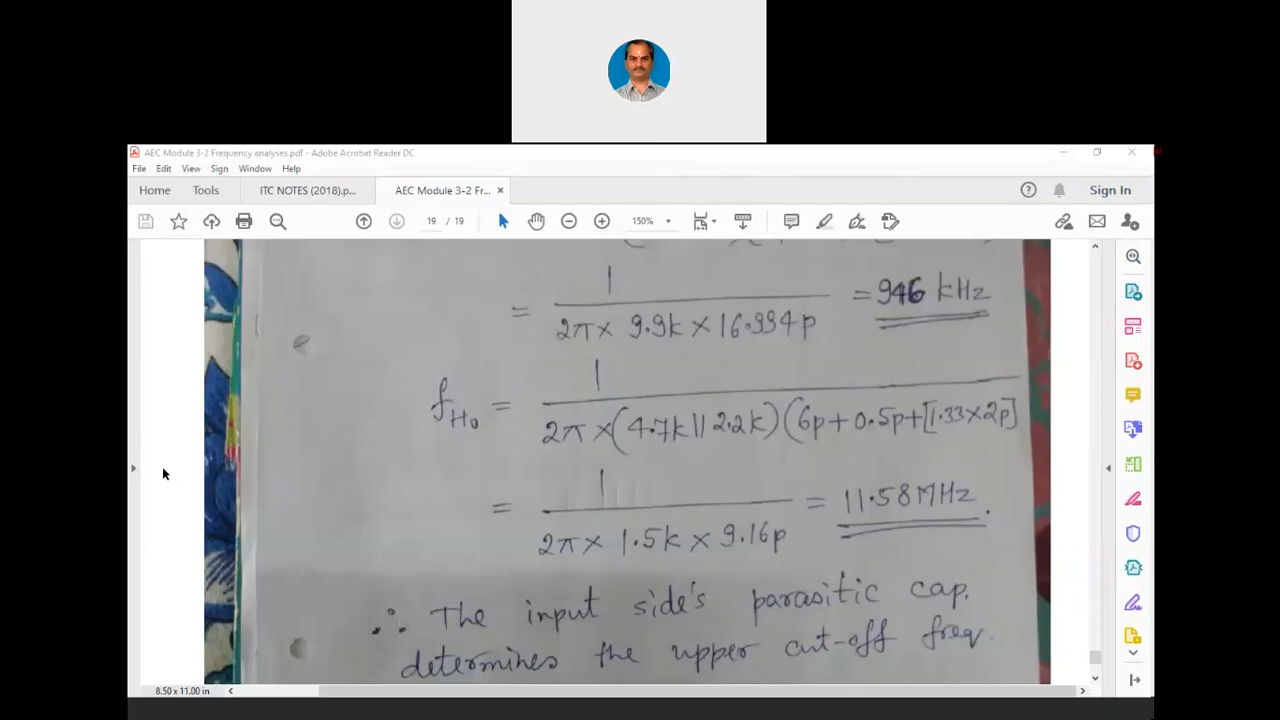 AEC Module 3-2 Frequency analyses.pdf - Adobe Acrobat Reader DC
File Edit View Sign Window Help
Home Tools ITC NOTES (2018).p... AEC Module 3-2 Fr... × Sign In
19 / 19 150%
= 1 / 2π × 9.9k × 16.994p = 946 kHz
fH₀ = 1 / 2π × (4.7k || 2.2k) (6p + 0.5p + [1.33 × 2p]
= 1 / 2π × 1.5k × 9.16p = 11.58MHz.
∴ The input side's parasitic cap.
determines the upper cut-off freq.
8.50 x 11.00 in